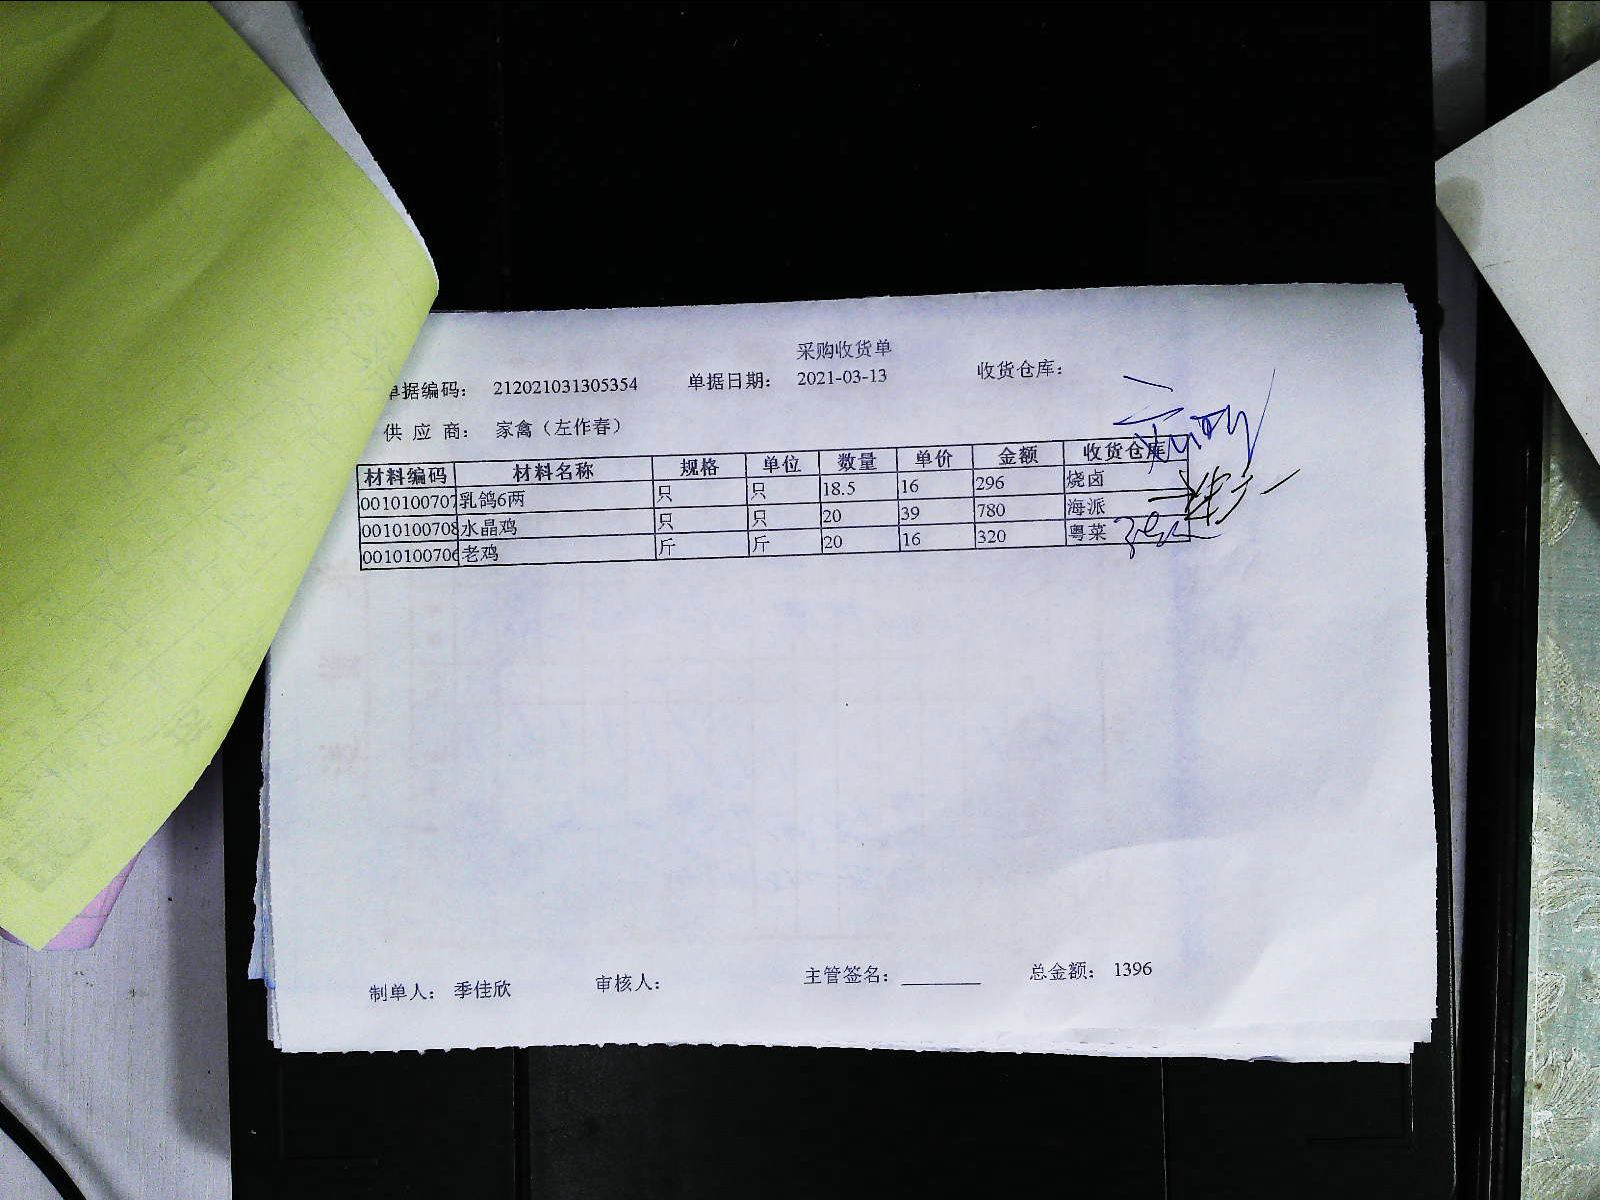 采购收货单
单据编码： 212021031305354 单据日期： 2021-03-13 收货仓库：
供 应 商： 家禽（左作春）
材料编码 材料名称 规格 单位 数量 单价 金额 收货仓库
0010100707 乳鸽6两 只 只 18.5 16 296 烧卤
0010100708 水晶鸡 只 只 20 39 780 海派
0010100706 老鸡 斤 斤 20 16 320 粤菜
制单人： 季佳欣 审核人： 主管签名： 总金额： 1396